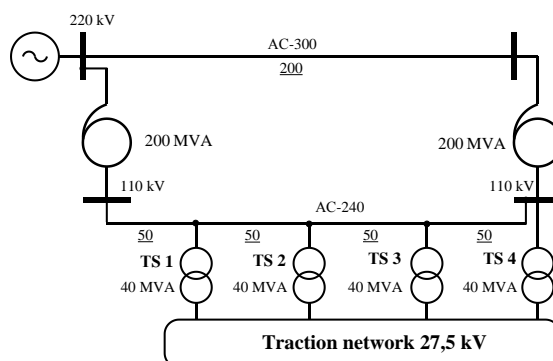 220 kV
AC-300
200
200 MVA
200 MVA
110 kV
110 kV
AC-240
50 50 50 50
TS 1 TS 2 TS 3 TS 4
40 MVA 40 MVA 40 MVA 40 MVA
Traction network 27,5 kV